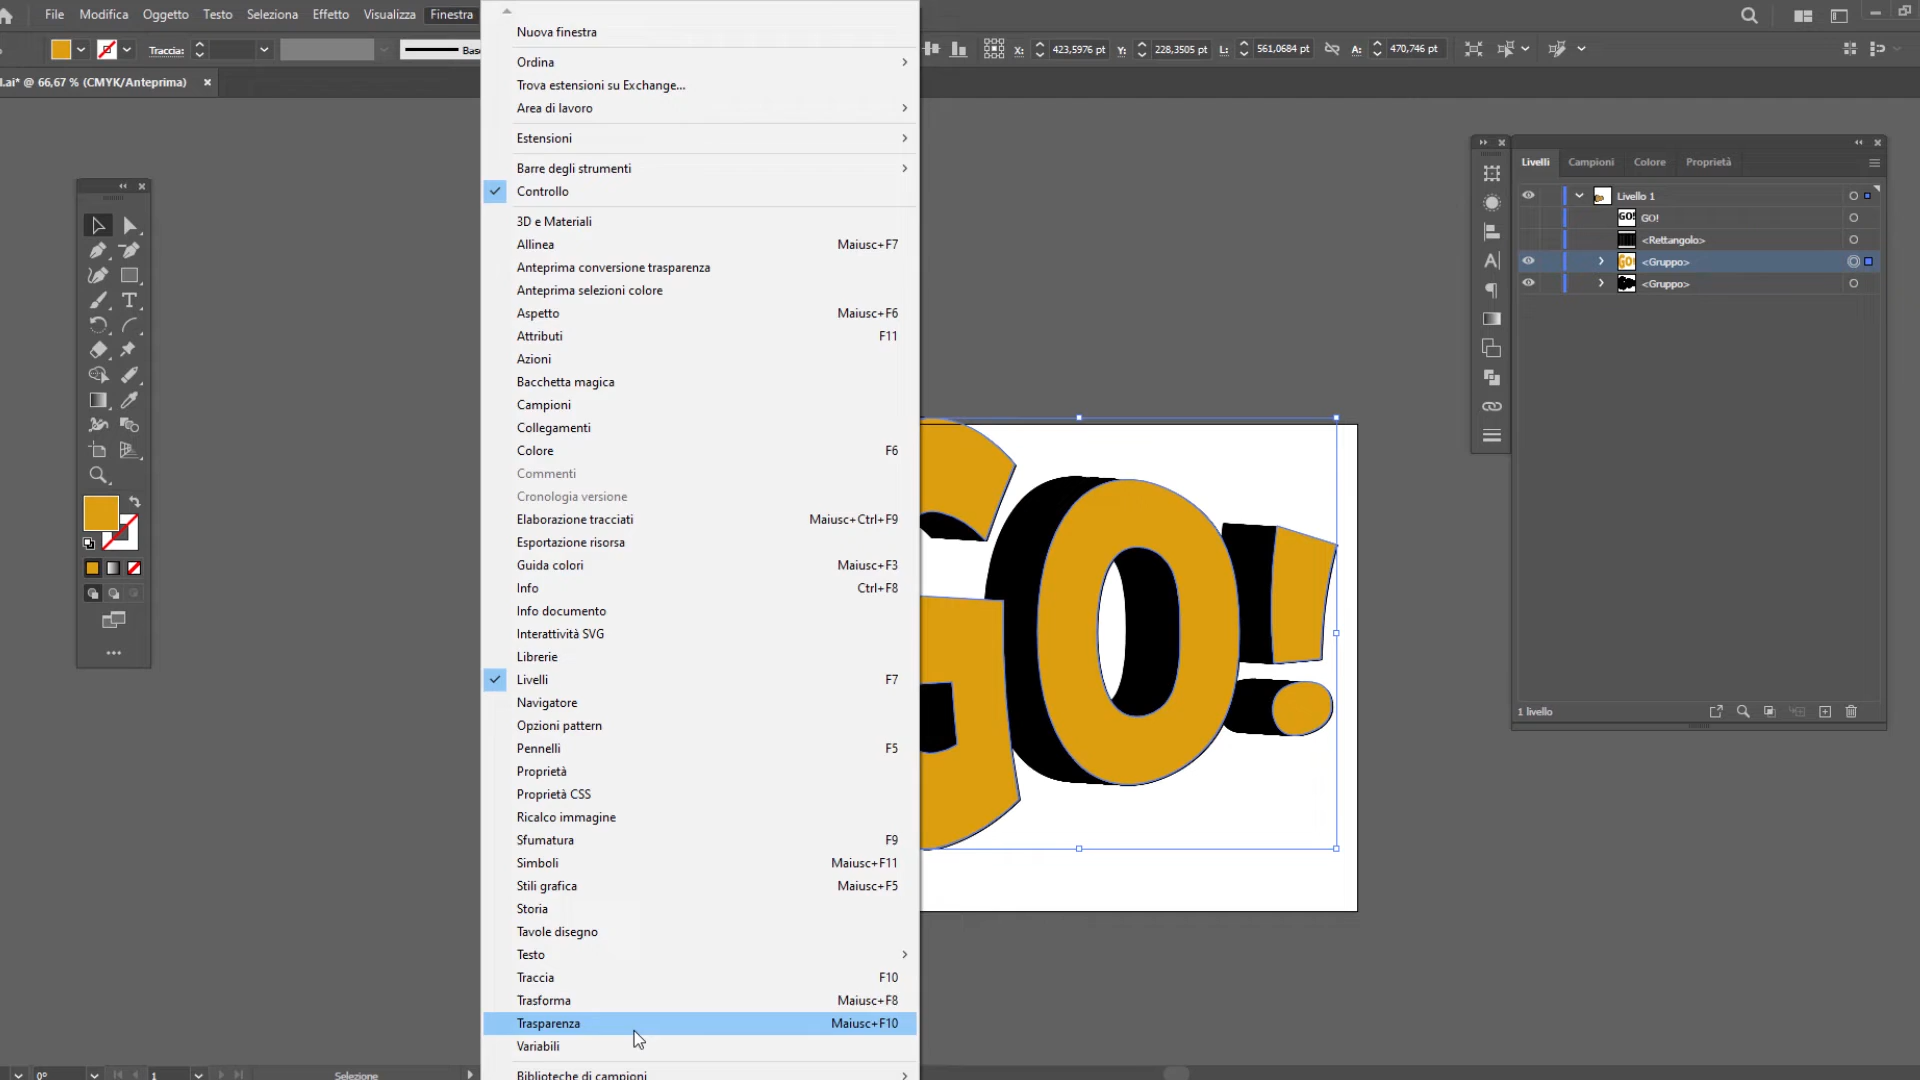 File Modifica Oggetto Testo Seleziona Effetto Visualizza Finestra
Traccia:
X: 423,5976 pt Y: 228,3505 pt L: 561,0684 pt A: 470,746 pt
l.ai* @ 66,67 % (CMYK/Anteprima) ×
Nuova finestra
Ordina
Trova estensioni su Exchange...
Area di lavoro
Estensioni
Barre degli strumenti
Controllo
3D e Materiali
Allinea Maiusc+F7
Anteprima conversione trasparenza
Anteprima selezioni colore
Aspetto Maiusc+F6
Attributi F11
Azioni
Bacchetta magica
Campioni
Collegamenti
Colore F6
Commenti
Cronologia versione
Elaborazione tracciati Maiusc+Ctrl+F9
Esportazione risorsa
Guida colori Maiusc+F3
Info Ctrl+F8
Info documento
Interattività SVG
Librerie
Livelli F7
Navigatore
Opzioni pattern
Pennelli F5
Proprietà
Proprietà CSS
Ricalco immagine
Sfumatura F9
Simboli Maiusc+F11
Stili grafica Maiusc+F5
Storia
Tavole disegno
Testo
Traccia F10
Trasforma Maiusc+F8
Trasparenza Maiusc+F10
Variabili
Biblioteche di campioni
GO!
Livelli Campioni Colore Proprietà
Livello 1
GO! GO!
<Rettangolo>
<Gruppo>
<Gruppo>
1 livello
0° 1 Selezione